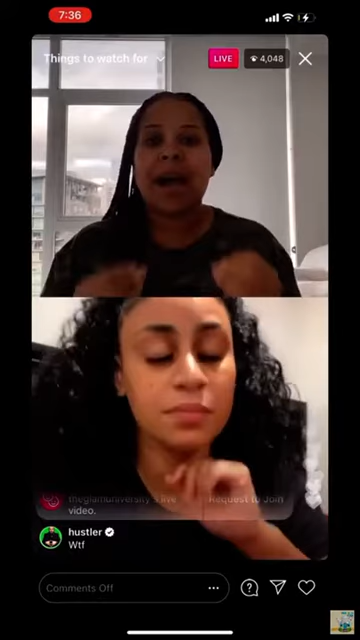 7:36
Things to watch for
LIVE
4,048
theglamuniversity's live
Request to Join
video.
hustler
Wtf
Comments Off